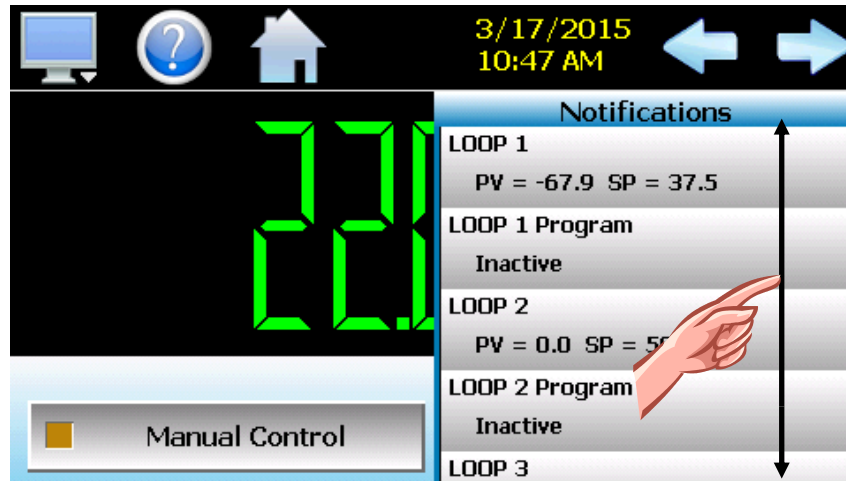 ?
3/17/2015
10:47 AM
Notifications
LOOP 1
PV = -67.9 SP = 37.5
LOOP 1 Program
Inactive
22.
LOOP 2
PV = 0.0 SP =
LOOP 2 Program
Inactive
Manual Control
LOOP 3